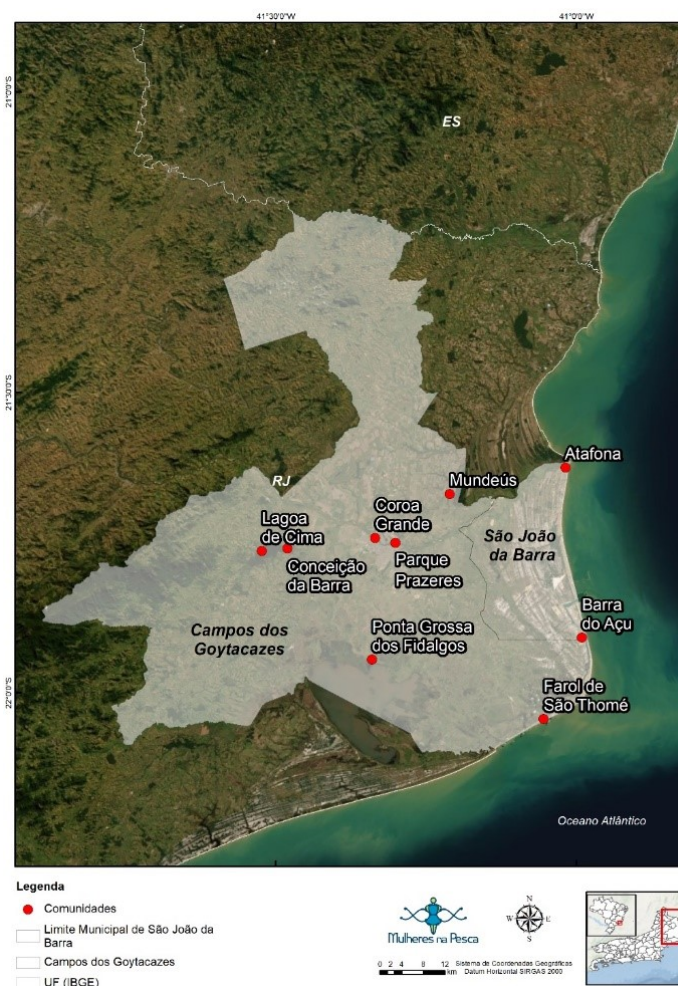 41°30'0"W
41°0'0"W
21°0'0"S
ES
21°30'0"S
RJ
Atafona
Mundeús
Lagoa
de Cima
Coroa
Grande
São João
da Barra
Conceição
da Barra
Parque
Prazeres
Barra
do Açu
Campos dos
Goytacazes
Ponta Grossa
dos Fidalgos
22°0'0"S
Farol de
São Thomé
Oceano Atlântico
Legenda
Comunidades
Limite Municipal de São João da
Barra
Campos dos Goytacazes
UF (IBGE)
Mulheres na Pesca
N
W
E
S
0 2 4 8 12
km
Sistema de Coordenadas Geográficas
Datum Horizontal SIRGAS 2000